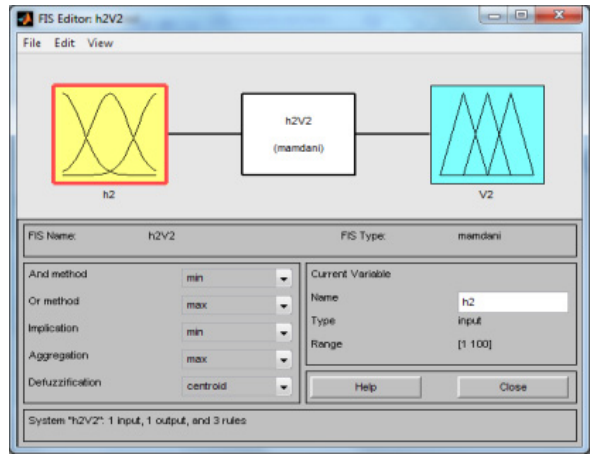 FIS Editor: h2V2
File Edit View
h2V2
(mamdani)
h2
V2
FIS Name: h2V2 FIS Type: mamdani
And method min
Or method max
Implication min
Aggregation max
Defuzzification centroid
Current Variable
Name h2
Type input
Range [1 100]
Help Close
System "h2V2": 1 input, 1 output, and 3 rules